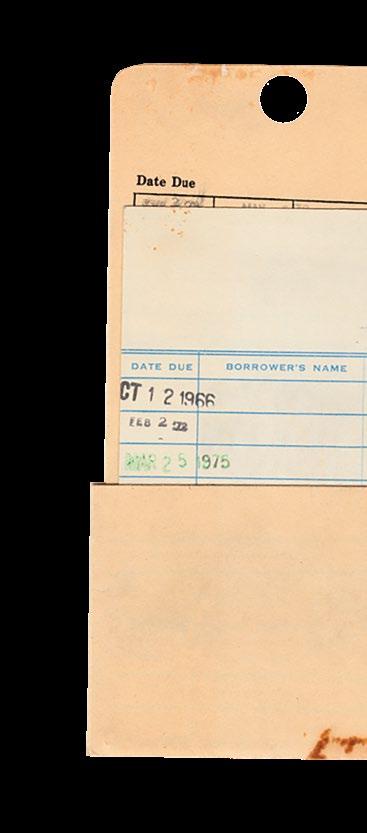 Date Due
DATE DUE BORROWER'S NAME
CT 1 2 1966
FEB 2
MAR 2 5 1975